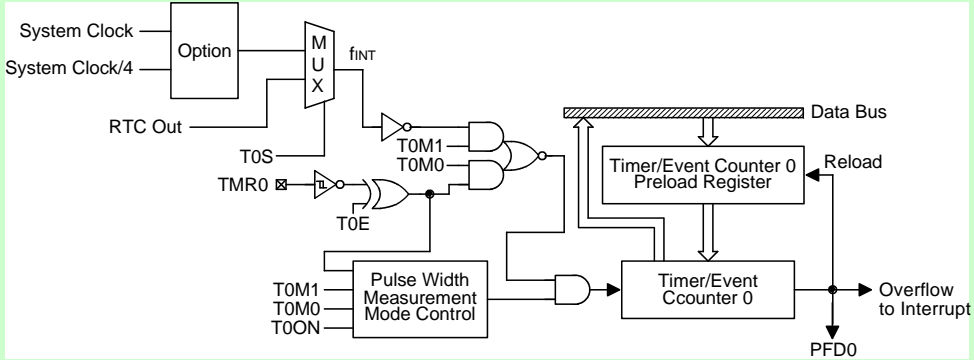 System Clock
System Clock/4
Option
M
U
X
fINT
RTC Out
T0S
T0M1
T0M0
TMR0
T0E
T0M1
T0M0
T0ON
Pulse Width
Measurement
Mode Control
Data Bus
Timer/Event Counter 0
Preload Register
Reload
Timer/Event
Ccounter 0
Overflow
to Interrupt
PFD0